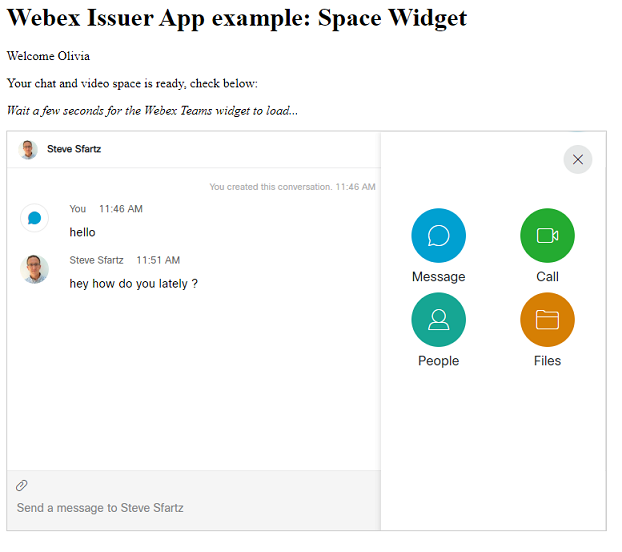 Webex Issuer App example: Space Widget
Welcome Olivia
Your chat and video space is ready, check below:
Wait a few seconds for the Webex Teams widget to load...
Steve Sfartz
You created this conversation. 11:46 AM
You 11:46 AM
hello
Steve Sfartz 11:51 AM
hey how do you lately ?
Message
Call
People
Files
Send a message to Steve Sfartz